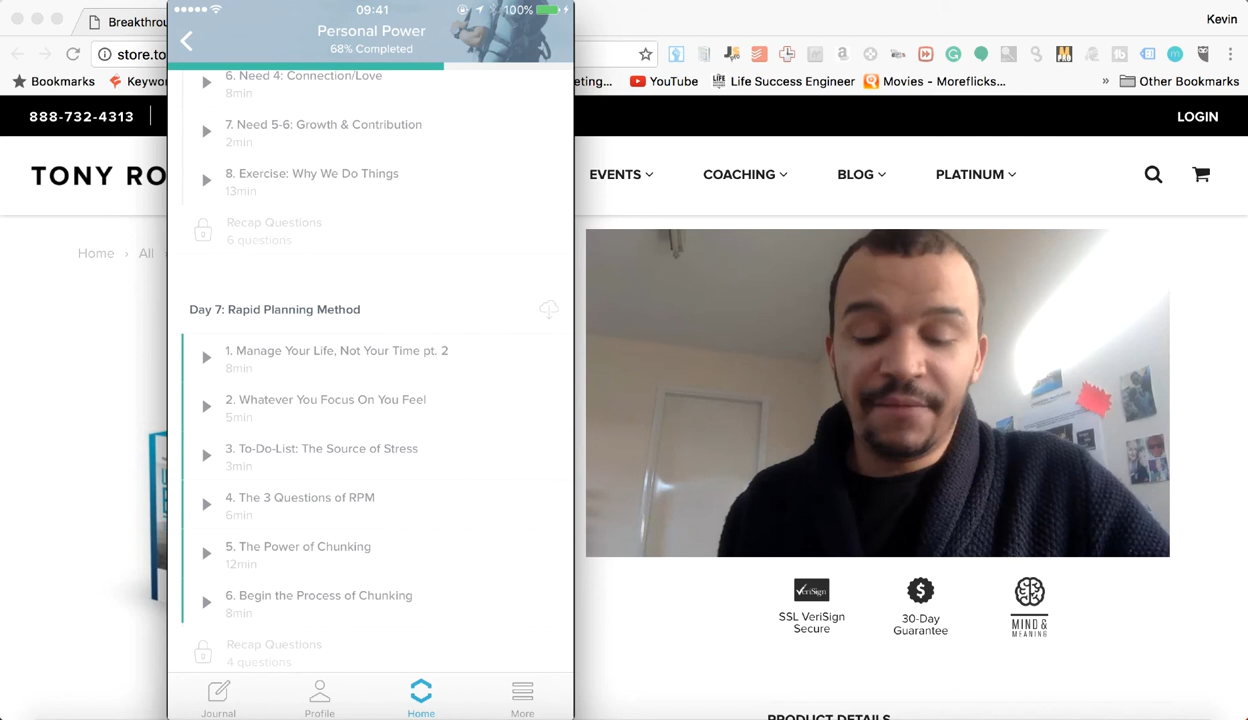 09:41
100%
Personal Power
68% Completed
6. Need 4: Connection/Love
8min
7. Need 5-6: Growth & Contribution
2min
8. Exercise: Why We Do Things
13min
Recap Questions
6 questions
Day 7: Rapid Planning Method
1. Manage Your Life, Not Your Time pt. 2
8min
2. Whatever You Focus On You Feel
5min
3. To-Do-List: The Source of Stress
3min
4. The 3 Questions of RPM
6min
5. The Power of Chunking
12min
6. Begin the Process of Chunking
8min
Recap Questions
4 questions
Journal
Profile
Home
More
Breakthrou
Kevin
store.to
Bookmarks
Keywor
eting...
YouTube
Life Success Engineer
Movies - Moreflicks...
»
Other Bookmarks
888-732-4313
LOGIN
TONY RO
EVENTS
COACHING
BLOG
PLATINUM
Home › All
SSL VeriSign
Secure
30-Day
Guarantee
MIND &
MEANING
PRODUCT DETAILS